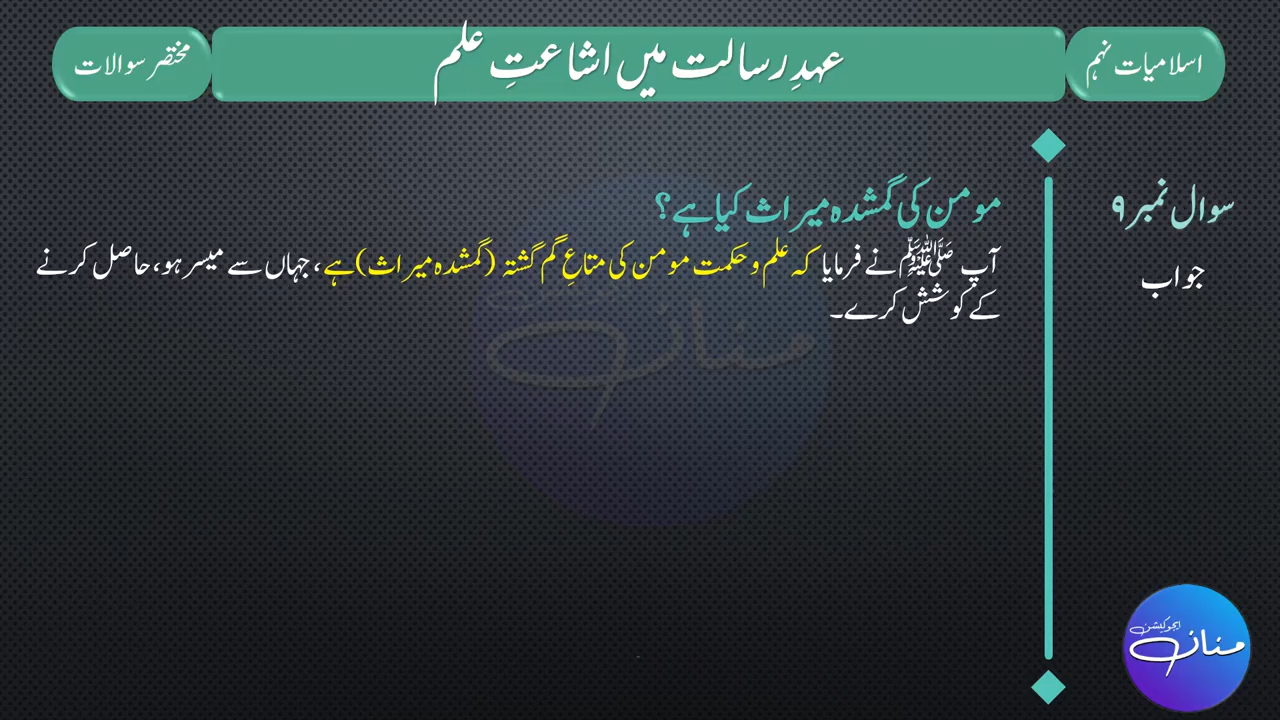 اسلامیات نہم
عہدِ رسالت میں اشاعتِ علم
مختصر سوالات
سوال نمبر ۹
مومن کی گمشدہ میراث کیا ہے؟
جواب
آپ ﷺ نے فرمایا کہ علم و حکمت مومن کی متاعِ گم گشتہ (گمشدہ میراث) ہے، جہاں سے میسر ہو، حاصل کرنے
کے کوشش کرے۔
ایجوکیشن